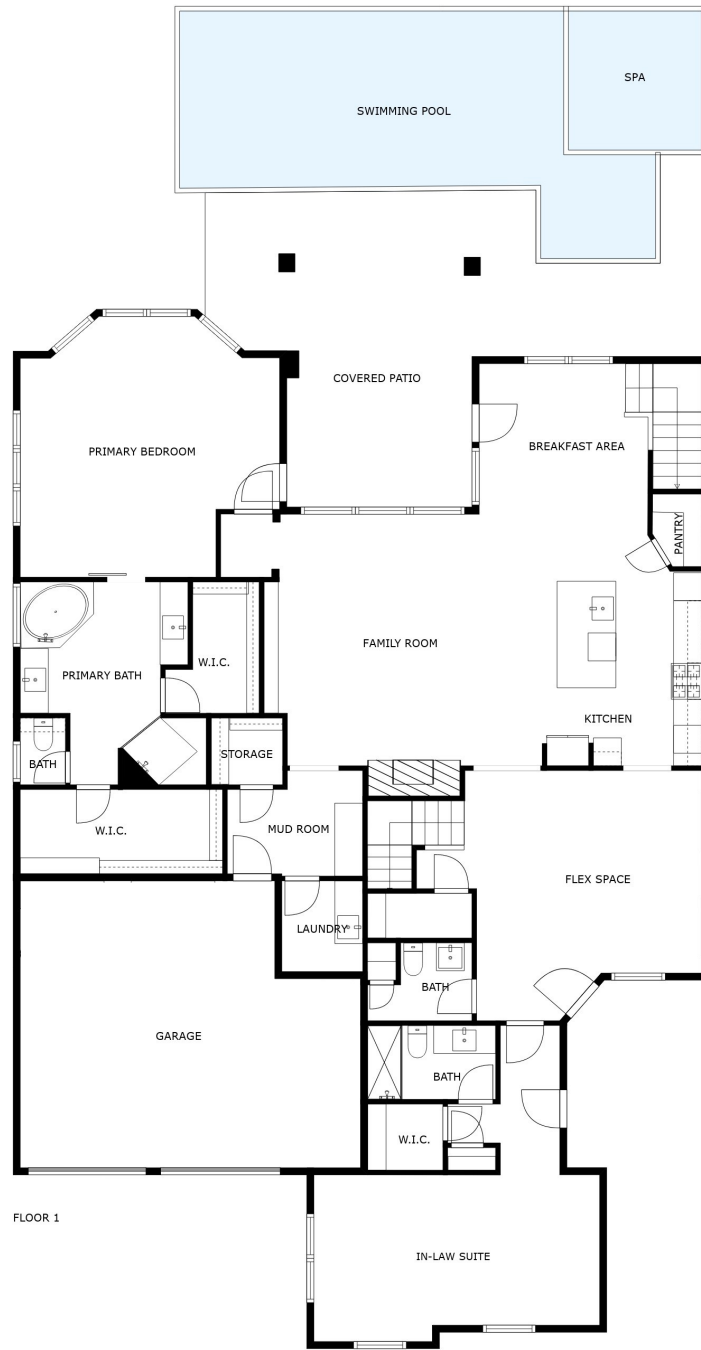 SPA
SWIMMING POOL
COVERED PATIO
BREAKFAST AREA
PRIMARY BEDROOM
PANTRY
FAMILY ROOM
W.I.C.
PRIMARY BATH
KITCHEN
STORAGE
BATH
MUD ROOM
W.I.C.
FLEX SPACE
LAUNDRY
BATH
GARAGE
BATH
W.I.C.
FLOOR 1
IN-LAW SUITE